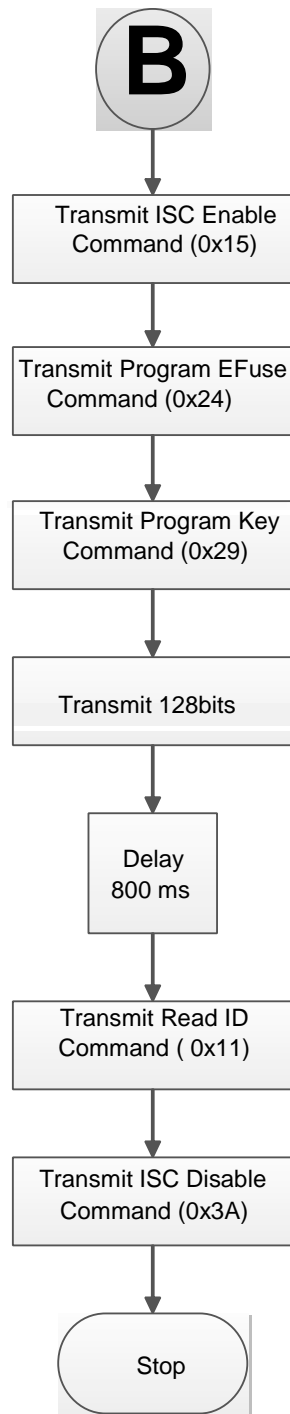 B
Transmit ISC Enable
Command (0x15)
Transmit Program EFuse
Command (0x24)
Transmit Program Key
Command (0x29)
Transmit 128bits
Delay
800 ms
Transmit Read ID
Command ( 0x11)
Transmit ISC Disable
Command (0x3A)
Stop